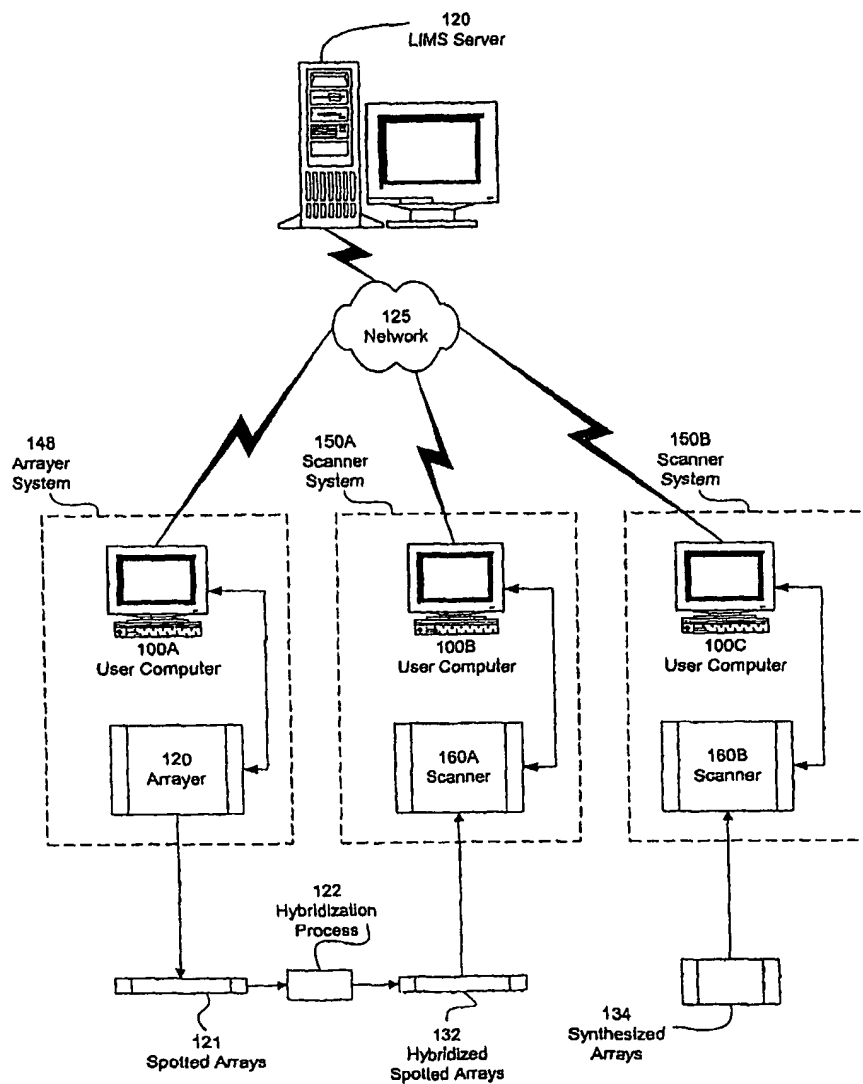 120
LIMS Server
125
Network
148
Arrayer
System
150A
Scanner
System
150B
Scanner
System
100A
User Computer
100B
User Computer
100C
User Computer
120
Arrayer
160A
Scanner
160B
Scanner
122
Hybridization
Process
121
Spotted Arrays
132
Hybridized
Spotted Arrays
134
Synthesized
Arrays